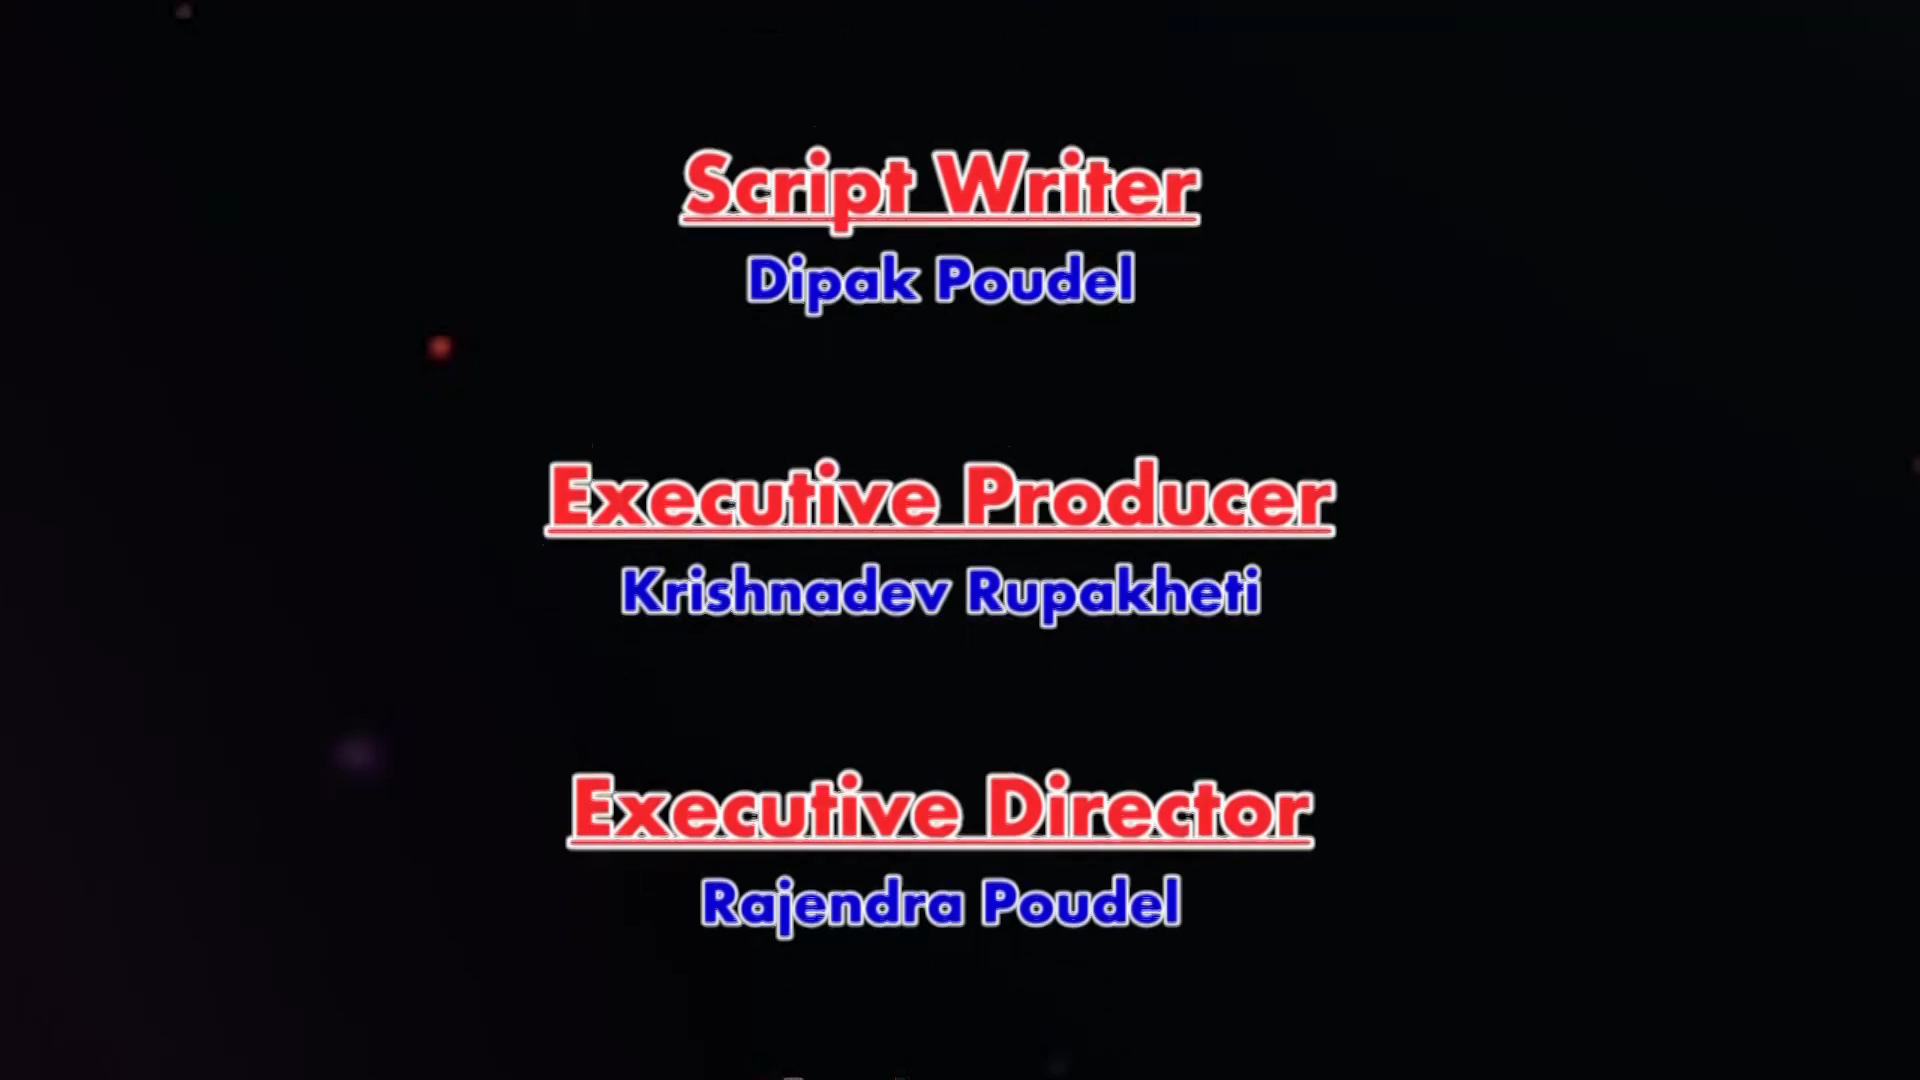 Script Writer
Dipak Poudel
Executive Producer
Krishnadev Rupakheti
Executive Director
Rajendra Poudel